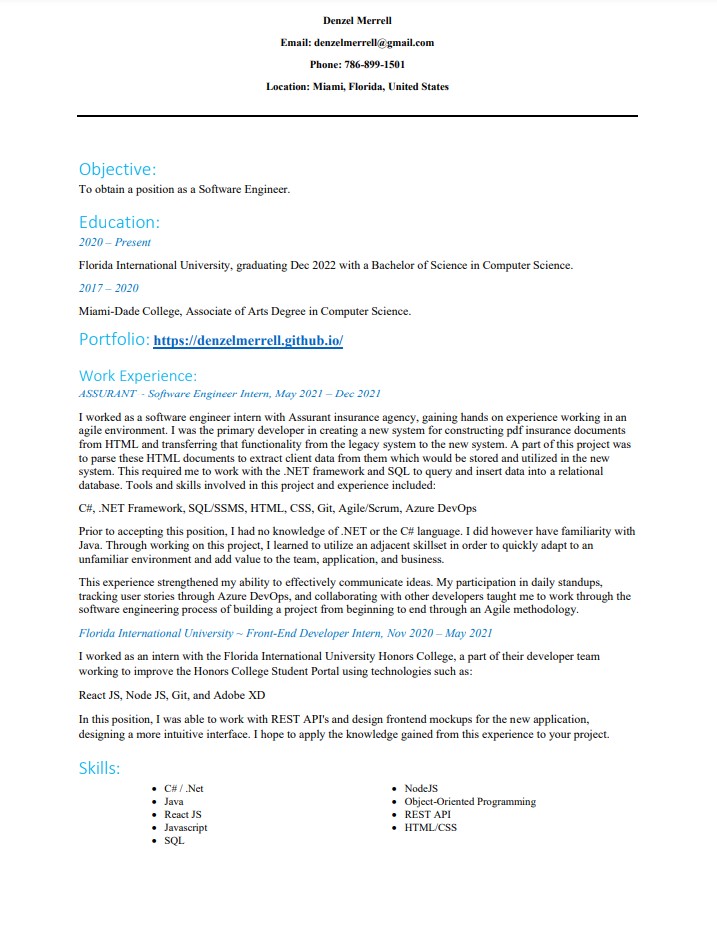 Denzel Merrell
Email: denzelmerrell@gmail.com
Phone: 786-899-1501
Location: Miami, Florida, United States
Objective:
To obtain a position as a Software Engineer.
Education:
2020 – Present
Florida International University, graduating Dec 2022 with a Bachelor of Science in Computer Science.
2017 – 2020
Miami-Dade College, Associate of Arts Degree in Computer Science.
Portfolio: https://denzelmerrell.github.io/
Work Experience:
ASSURANT - Software Engineer Intern, May 2021 – Dec 2021
I worked as a software engineer intern with Assurant insurance agency, gaining hands on experience working in an
agile environment. I was the primary developer in creating a new system for constructing pdf insurance documents
from HTML and transferring that functionality from the legacy system to the new system. A part of this project was
to parse these HTML documents to extract client data from them which would be stored and utilized in the new
system. This required me to work with the .NET framework and SQL to query and insert data into a relational
database. Tools and skills involved in this project and experience included:
C#, .NET Framework, SQL/SSMS, HTML, CSS, Git, Agile/Scrum, Azure DevOps
Prior to accepting this position, I had no knowledge of .NET or the C# language. I did however have familiarity with
Java. Through working on this project, I learned to utilize an adjacent skillset in order to quickly adapt to an
unfamiliar environment and add value to the team, application, and business.
This experience strengthened my ability to effectively communicate ideas. My participation in daily standups,
tracking user stories through Azure DevOps, and collaborating with other developers taught me to work through the
software engineering process of building a project from beginning to end through an Agile methodology.
Florida International University ~ Front-End Developer Intern, Nov 2020 – May 2021
I worked as an intern with the Florida International University Honors College, a part of their developer team
working to improve the Honors College Student Portal using technologies such as:
React JS, Node JS, Git, and Adobe XD
In this position, I was able to work with REST API's and design frontend mockups for the new application,
designing a more intuitive interface. I hope to apply the knowledge gained from this experience to your project.
Skills:
• C# / .Net
• Java
• React JS
• Javascript
• SQL
• NodeJS
• Object-Oriented Programming
• REST API
• HTML/CSS